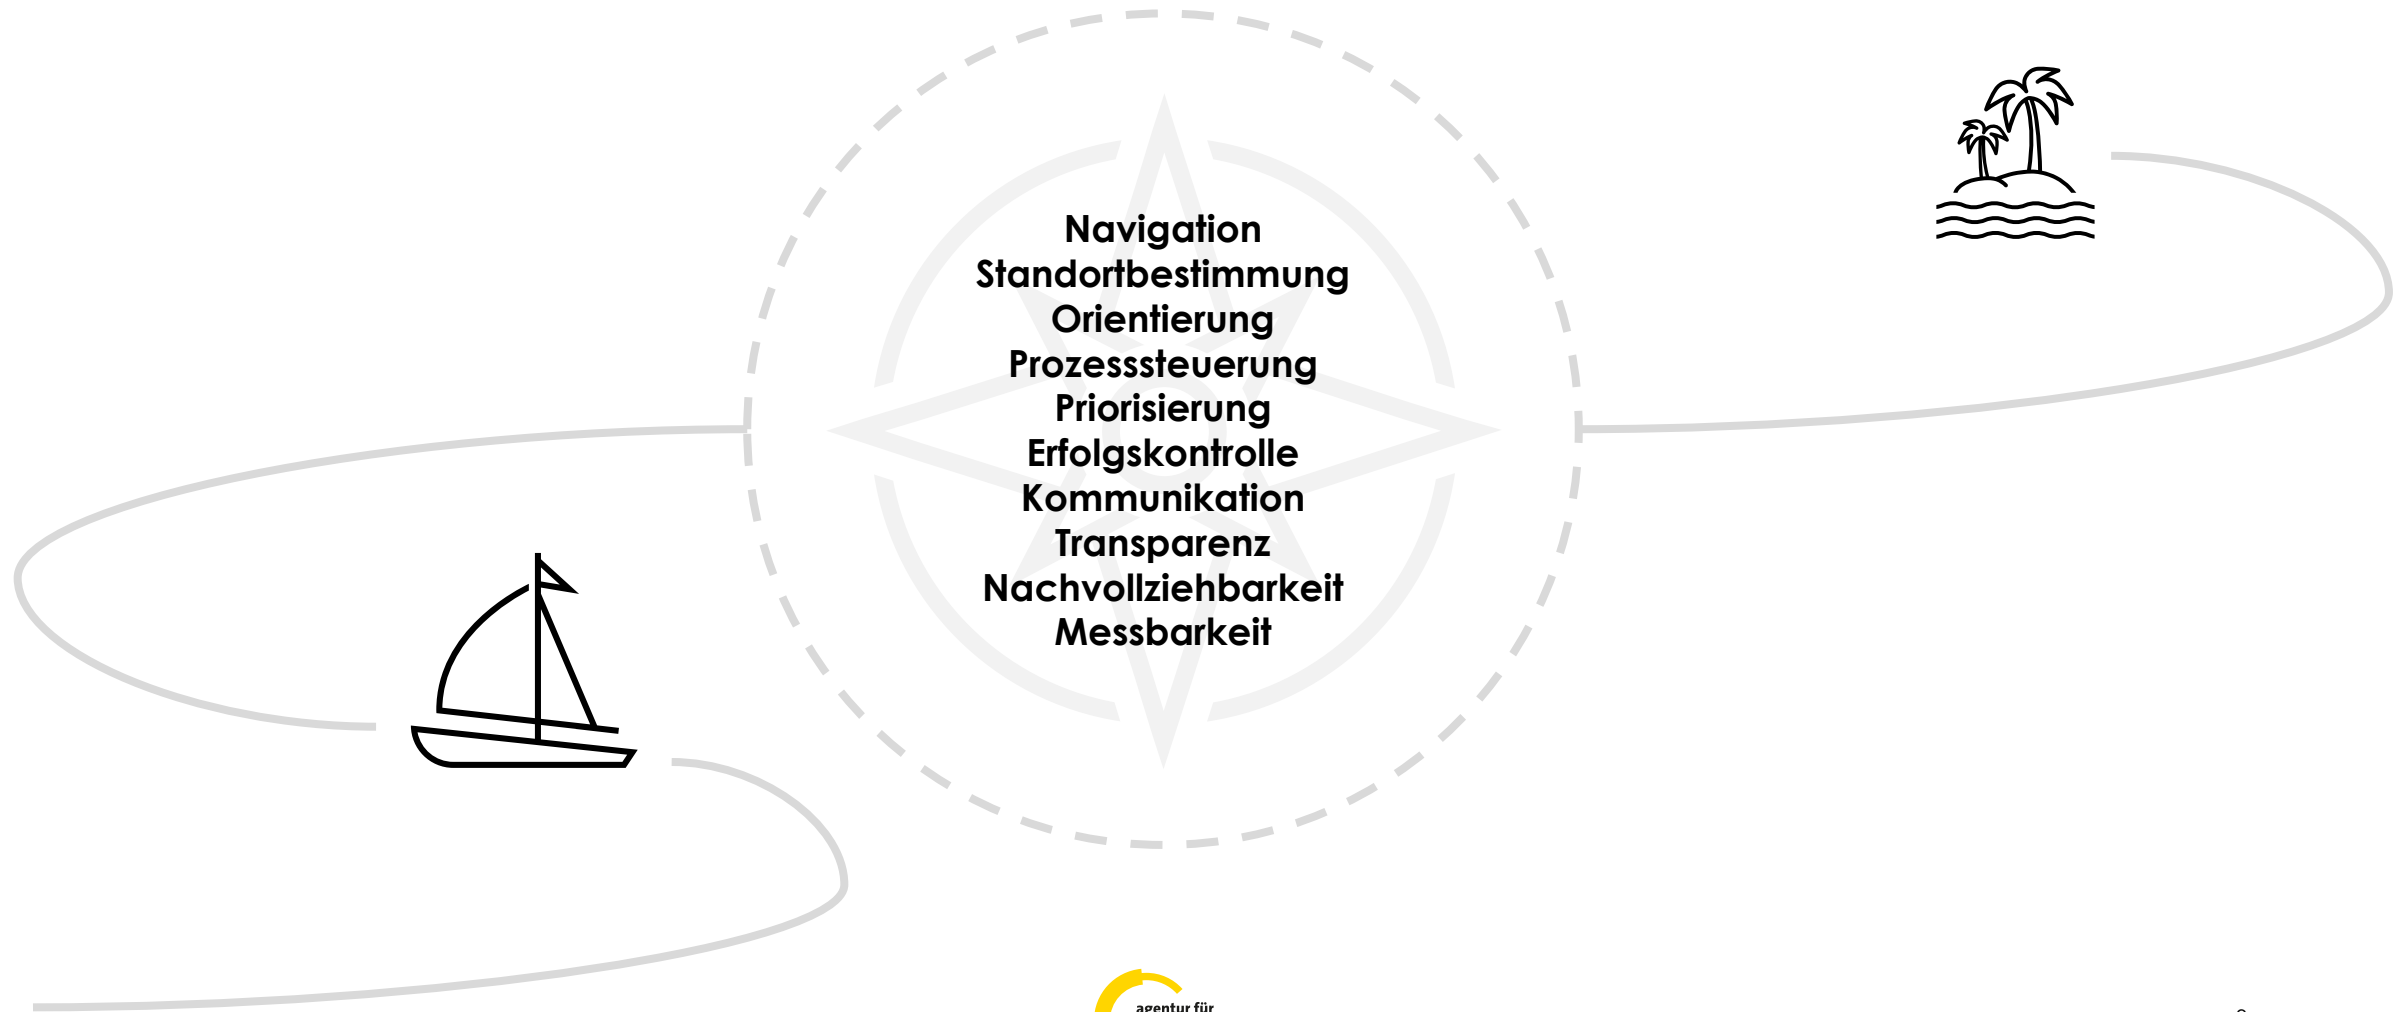 Navigation
Standortbestimmung
Orientierung
Prozesssteuerung
Priorisierung
Erfolgskontrolle
Kommunikation
Transparenz
Nachvollziehbarkeit
Messbarkeit
agentur für